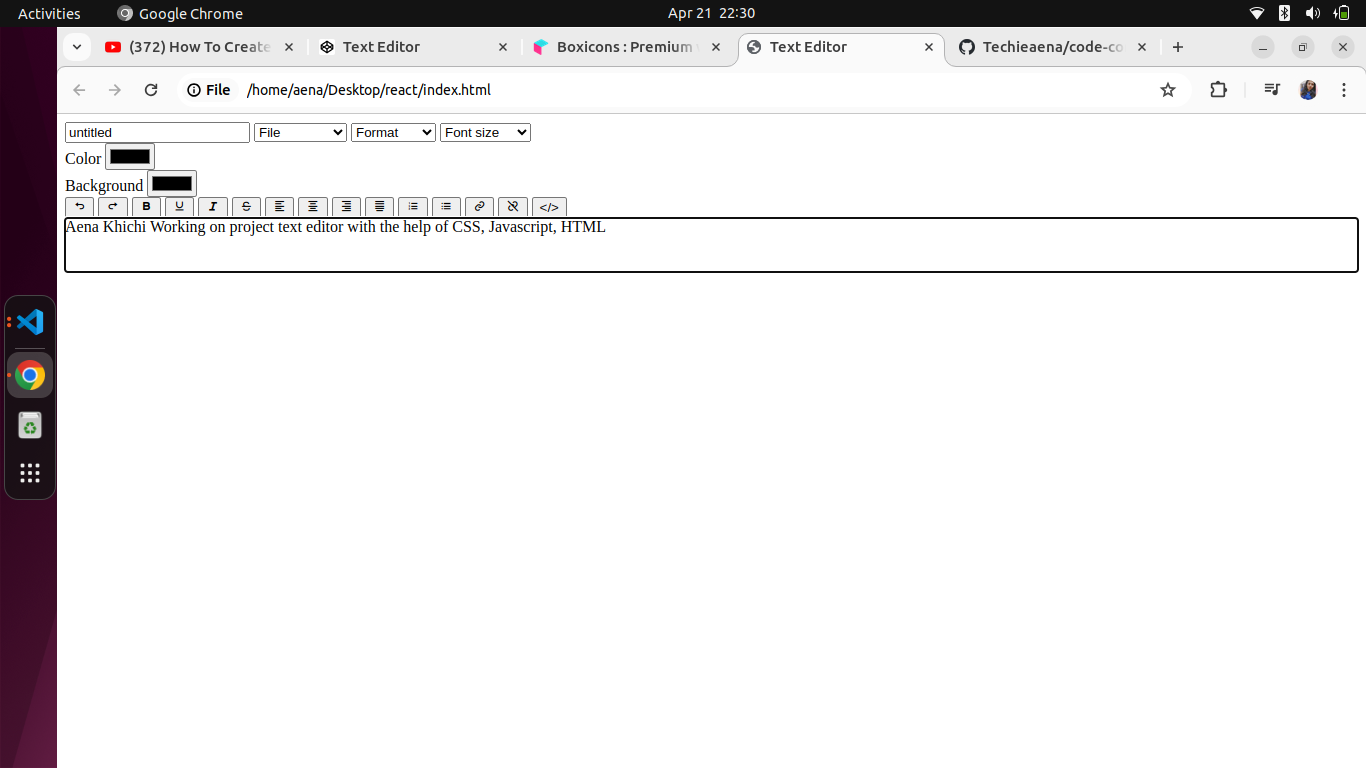 Activities Google Chrome Apr 21 22:30
(372) How To Create Text Editor Boxicons : Premium Text Editor Techieaena/code-co
File /home/aena/Desktop/react/index.html
untitled File Format Font size
Color
Background
B U I S </>
Aena Khichi Working on project text editor with the help of CSS, Javascript, HTML